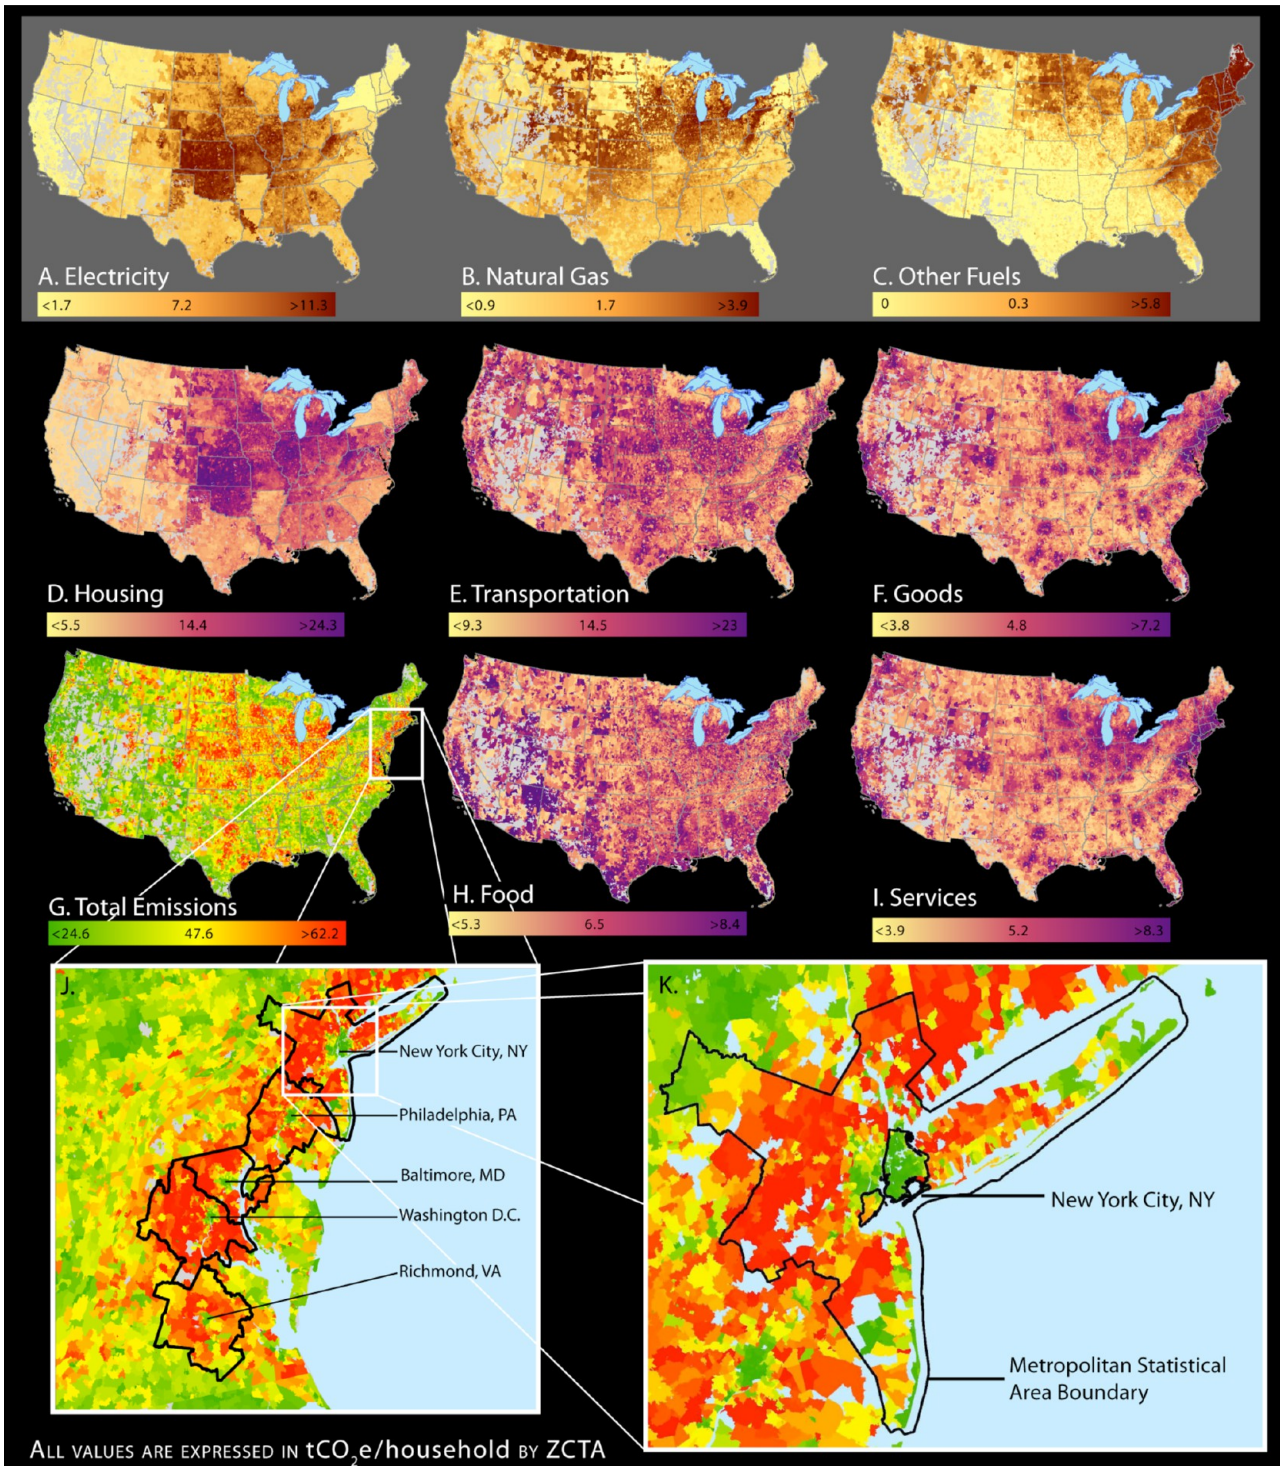 A. Electricity
<1.7 7.2 >11.3
B. Natural Gas
<0.9 1.7 >3.9
C. Other Fuels
0 0.3 >5.8
D. Housing
<5.5 14.4 >24.3
E. Transportation
<9.3 14.5 >23
F. Goods
<3.8 4.8 >7.2
G. Total Emissions
<24.6 47.6 >62.2
H. Food
<5.3 6.5 >8.4
I. Services
<3.9 5.2 >8.3
J.
New York City, NY
Philadelphia, PA
Baltimore, MD
Washington D.C.
Richmond, VA
K.
New York City, NY
Metropolitan Statistical
Area Boundary
ALL VALUES ARE EXPRESSED IN tCO₂e/household BY ZCTA